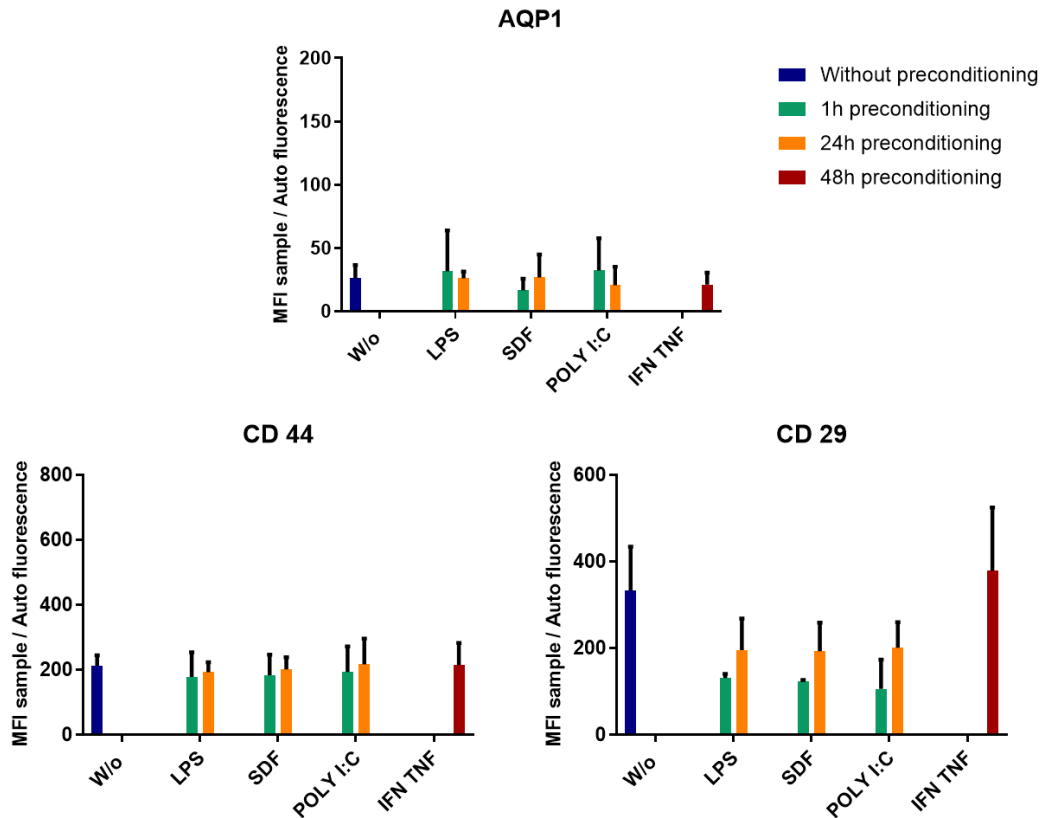 AQP1
MFI sample / Auto fluorescence
200
150
100
50
0
W/o
LPS
SDF
POLY I:C
IFN TNF
Without preconditioning
1h preconditioning
24h preconditioning
48h preconditioning
CD 44
MFI sample / Auto fluorescence
800
600
400
200
0
W/o
LPS
SDF
POLY I:C
IFN TNF
CD 29
MFI sample / Auto fluorescence
600
400
200
0
W/o
LPS
SDF
POLY I:C
IFN TNF